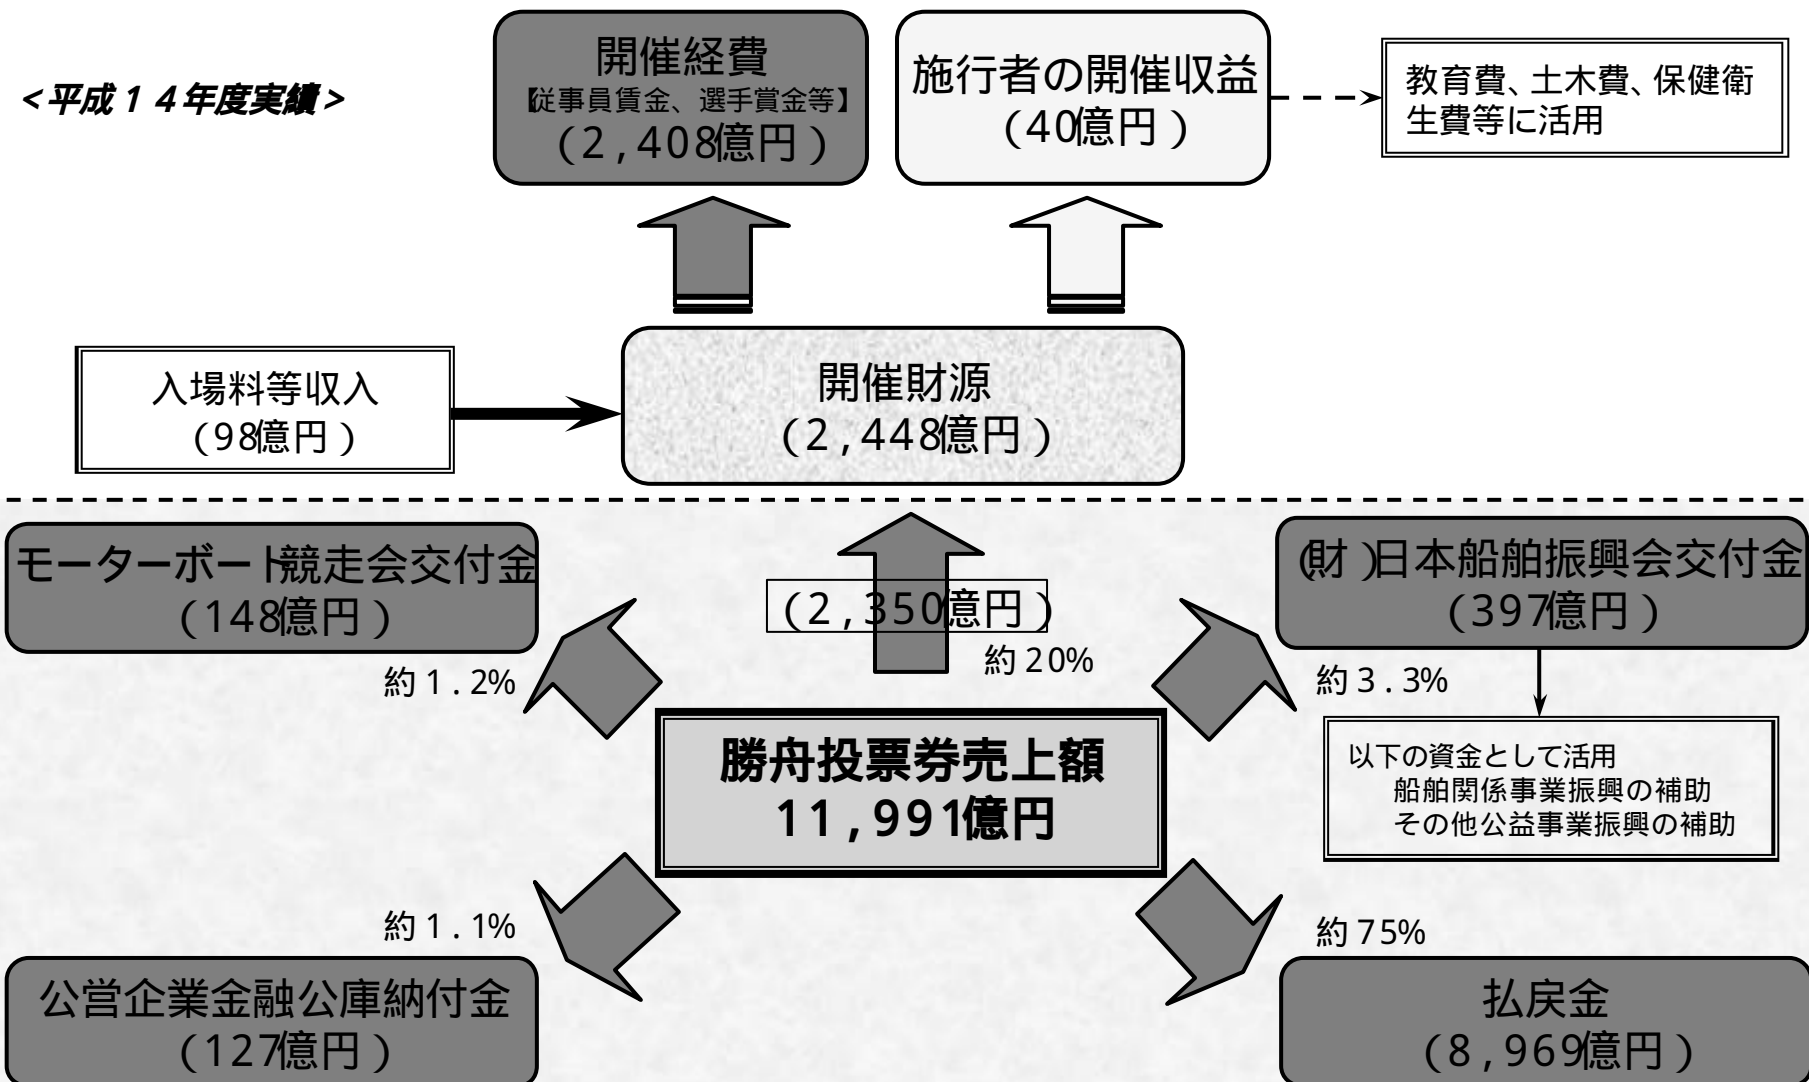 <平成14年度実績>
開催経費
【従事員賃金、選手賞金等】
(2,408億円)
施行者の開催収益
(40億円)
教育費、土木費、保健衛
生費等に活用
入場料等収入
(98億円)
開催財源
(2,448億円)
モーターボート競走会交付金
(148億円)
約1.2%
(2,350億円)
約20%
(財)日本船舶振興会交付金
(397億円)
約3.3%
以下の資金として活用
船舶関係事業振興の補助
その他公益事業振興の補助
勝舟投票券売上額
11,991億円
約1.1%
公営企業金融公庫納付金
(127億円)
約75%
払戻金
(8,969億円)